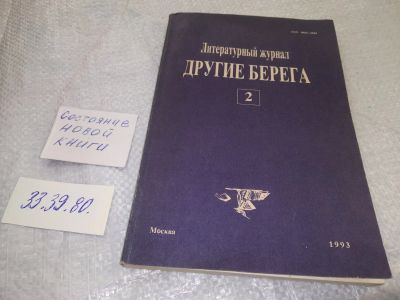 Литературный журнал
ДРУГИЕ БЕРЕГА
2
Москва
1993
Состояние
НОВОЙ
КНИГИ
33.39.80.